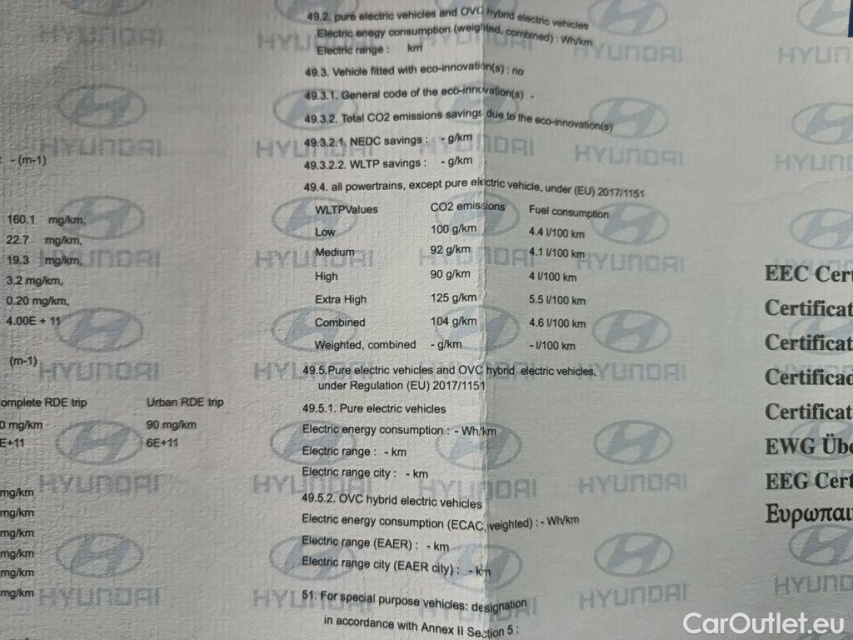 49.2. pure electric vehicles and OVC hybrid electric vehicles
Electric enegy consumption (weighted, combined) : Wh/km
Electric range : km
49.3. Vehicle fitted with eco-innovation(s) : no
49.3.1. General code of the eco-innovation(s) -
49.3.2. Total CO2 emissions savings due to the eco-innovation(s)
49.3.2.1. NEDC savings : - g/km
49.3.2.2. WLTP savings : - g/km
49.4. all powertrains, except pure electric vehicle, under (EU) 2017/1151
WLTPValues CO2 emissions Fuel consumption
Low 100 g/km 4.4 l/100 km
Medium 92 g/km 4.1 l/100 km
High 90 g/km 4 l/100 km
Extra High 125 g/km 5.5 l/100 km
Combined 104 g/km 4.6 l/100 km
Weighted, combined - g/km - l/100 km
49.5.Pure electric vehicles and OVC hybrid electric vehicles.
under Regulation (EU) 2017/1151
49.5.1. Pure electric vehicles
Electric energy consumption : - Wh/km
Electric range : - km
Electric range city : - km
49.5.2. OVC hybrid electric vehicles
Electric energy consumption (ECAC, weighted) : - Wh/km
Electric range (EAER) : - km
Electric range city (EAER city) : - km
51. For special purpose vehicles: designation
in accordance with Annex II Section 5 :
: - (m-1)
160.1 mg/km,
22.7 mg/km,
19.3 mg/km,
3.2 mg/km,
0.20 mg/km,
4.00E + 11
(m-1)
omplete RDE trip Urban RDE trip
0 mg/km 90 mg/km
E+11 6E+11
mg/km
mg/km
mg/km
mg/km
mg/km
mg/km
EEC Cert
Certificat
Certificat
Certificad
Certificat
EWG Übe
EEG Cert
Ευρωπαι
HYUNDAI
CarOutlet.eu